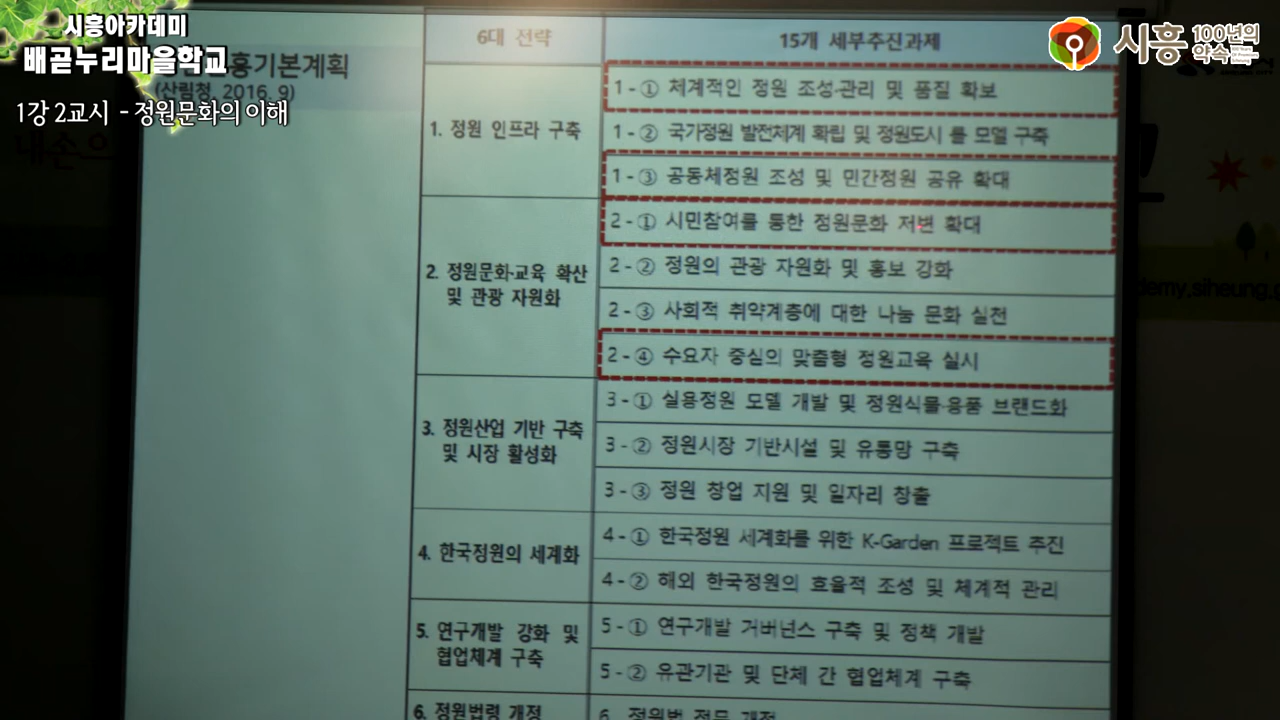 시흥아카데미
배곧누리마을학교
1강 2교시 - 정원문화의 이해
시흥 100년의
약속
흥기본계획
(산림청, 2016. 9)
6대 전략
15개 세부추진과제
1. 정원 인프라 구축
1-① 체계적인 정원 조성·관리 및 품질 확보
1-② 국가정원 발전체계 확립 및 정원도시 롤 모델 구축
1-③ 공동체정원 조성 및 민간정원 공유 확대
2. 정원문화·교육 확산
및 관광 자원화
2-① 시민참여를 통한 정원문화 저변 확대
2-② 정원의 관광 자원화 및 홍보 강화
2-③ 사회적 취약계층에 대한 나눔 문화 실천
2-④ 수요자 중심의 맞춤형 정원교육 실시
3. 정원산업 기반 구축
및 시장 활성화
3-① 실용정원 모델 개발 및 정원식물·용품 브랜드화
3-② 정원시장 기반시설 및 유통망 구축
3-③ 정원 창업 지원 및 일자리 창출
4. 한국정원의 세계화
4-① 한국정원 세계화를 위한 K-Garden 프로젝트 추진
4-② 해외 한국정원의 효율적 조성 및 체계적 관리
5. 연구개발 강화 및
협업체계 구축
5-① 연구개발 거버넌스 구축 및 정책 개발
5-② 유관기관 및 단체 간 협업체계 구축
6. 정원법령 개정
6. 정원법 전문 개정
내손으
demy.siheung.